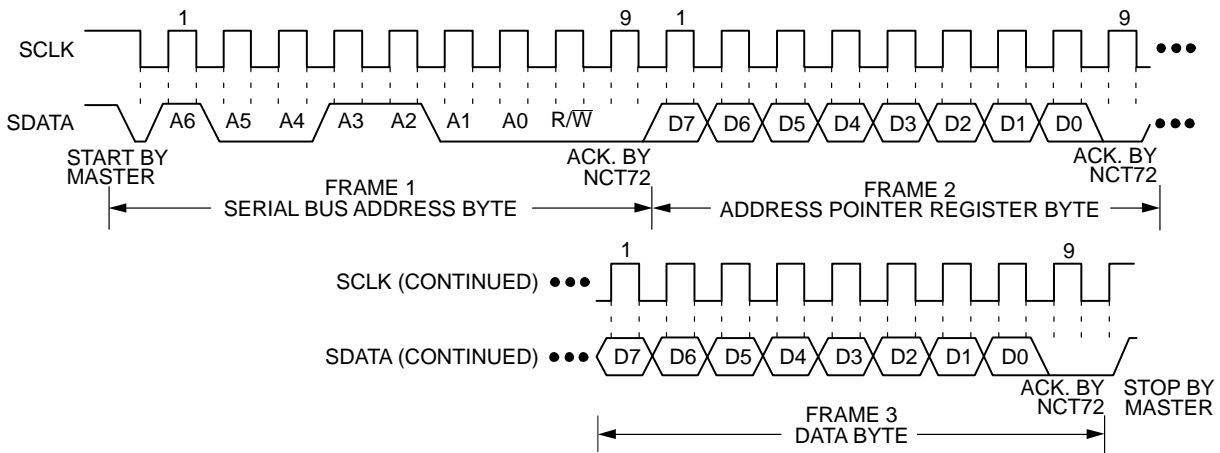 1 9 1 9
SCLK
SDATA A6 A5 A4 A3 A2 A1 A0 R/W̅ D7 D6 D5 D4 D3 D2 D1 D0
START BY
MASTER
ACK. BY
NCT72
ACK. BY
NCT72
FRAME 1
SERIAL BUS ADDRESS BYTE
FRAME 2
ADDRESS POINTER REGISTER BYTE
1 9
SCLK (CONTINUED)
SDATA (CONTINUED) D7 D6 D5 D4 D3 D2 D1 D0
ACK. BY
NCT72
STOP BY
MASTER
FRAME 3
DATA BYTE